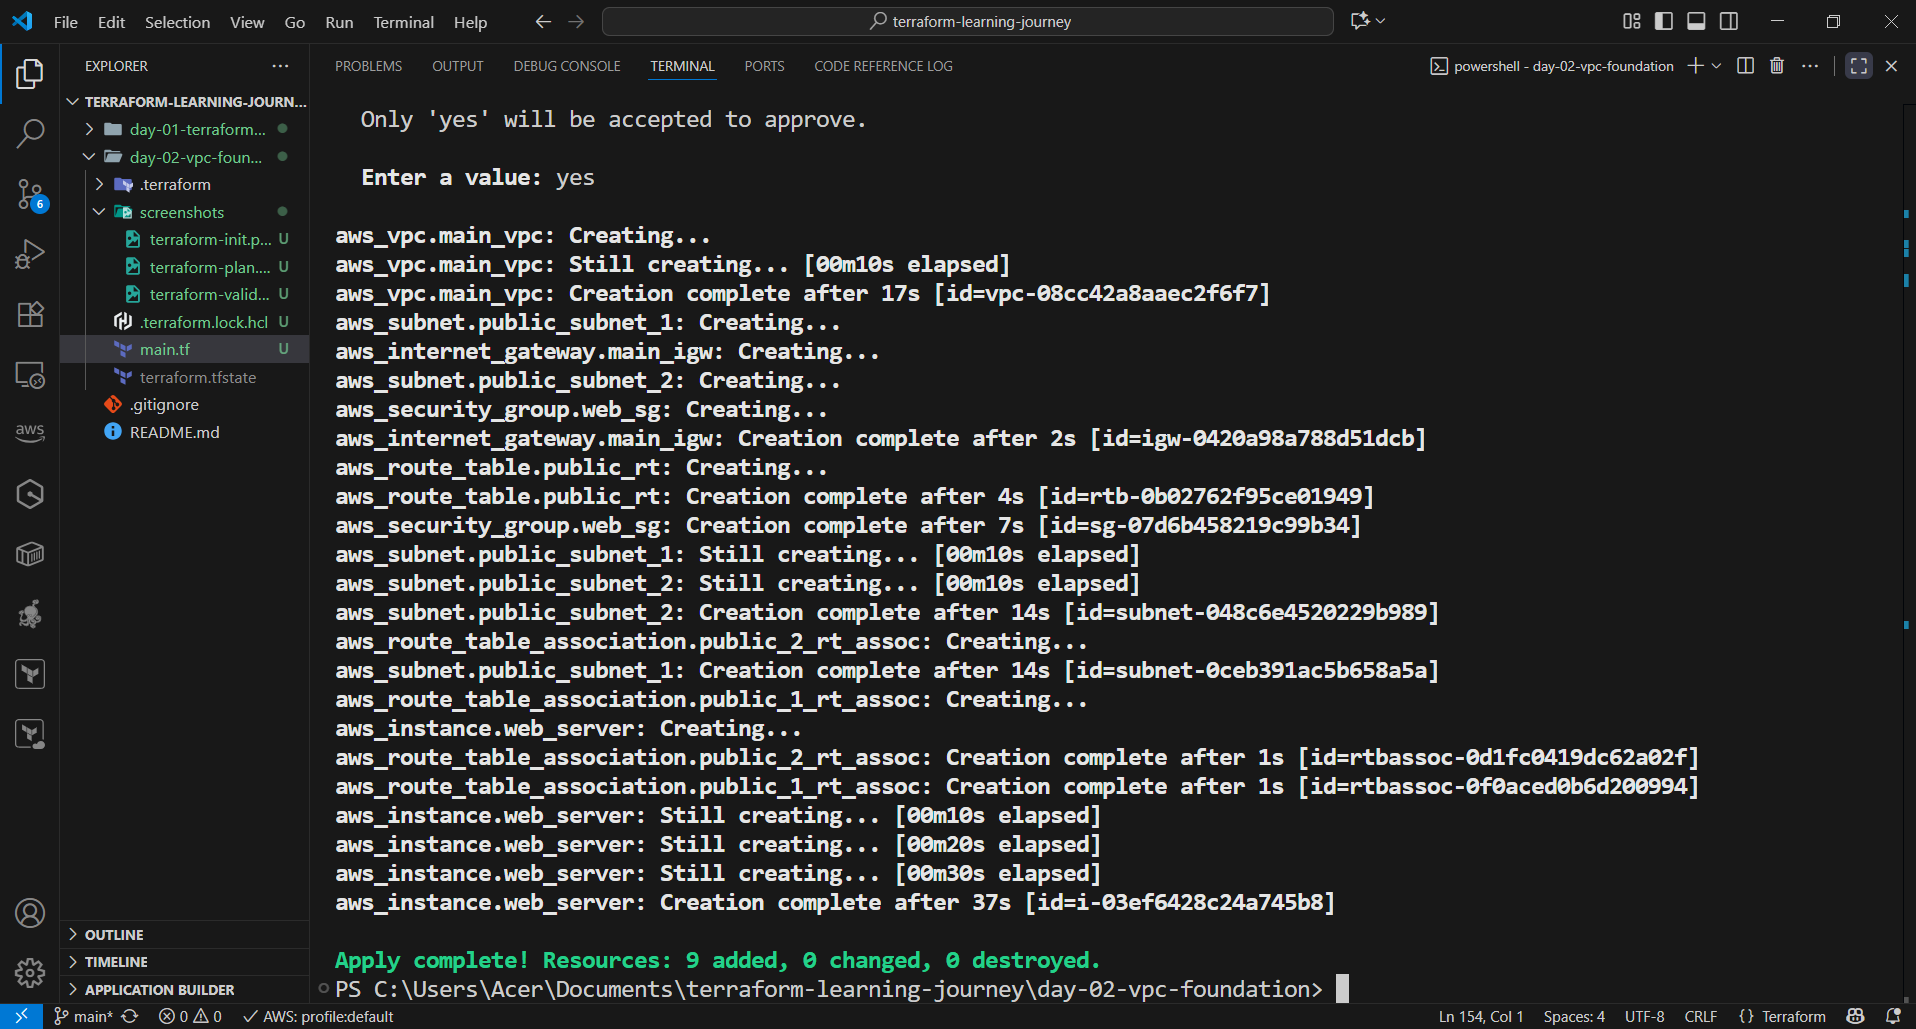 File Edit Selection View Go Run Terminal Help
terraform-learning-journey
EXPLORER
TERRAFORM-LEARNING-JOURN...
day-01-terraform...
day-02-vpc-foun...
.terraform
screenshots
terraform-init.p... U
terraform-plan.... U
terraform-valid... U
.terraform.lock.hcl U
main.tf U
terraform.tfstate
.gitignore
README.md
6
aws
OUTLINE
TIMELINE
APPLICATION BUILDER
PROBLEMS OUTPUT DEBUG CONSOLE TERMINAL PORTS CODE REFERENCE LOG
powershell - day-02-vpc-foundation
Only 'yes' will be accepted to approve.
Enter a value: yes
aws_vpc.main_vpc: Creating...
aws_vpc.main_vpc: Still creating... [00m10s elapsed]
aws_vpc.main_vpc: Creation complete after 17s [id=vpc-08cc42a8aaec2f6f7]
aws_subnet.public_subnet_1: Creating...
aws_internet_gateway.main_igw: Creating...
aws_subnet.public_subnet_2: Creating...
aws_security_group.web_sg: Creating...
aws_internet_gateway.main_igw: Creation complete after 2s [id=igw-0420a98a788d51dcb]
aws_route_table.public_rt: Creating...
aws_route_table.public_rt: Creation complete after 4s [id=rtb-0b02762f95ce01949]
aws_security_group.web_sg: Creation complete after 7s [id=sg-07d6b458219c99b34]
aws_subnet.public_subnet_1: Still creating... [00m10s elapsed]
aws_subnet.public_subnet_2: Still creating... [00m10s elapsed]
aws_subnet.public_subnet_2: Creation complete after 14s [id=subnet-048c6e4520229b989]
aws_route_table_association.public_2_rt_assoc: Creating...
aws_subnet.public_subnet_1: Creation complete after 14s [id=subnet-0ceb391ac5b658a5a]
aws_route_table_association.public_1_rt_assoc: Creating...
aws_instance.web_server: Creating...
aws_route_table_association.public_2_rt_assoc: Creation complete after 1s [id=rtbassoc-0d1fc0419dc62a02f]
aws_route_table_association.public_1_rt_assoc: Creation complete after 1s [id=rtbassoc-0f0aced0b6d200994]
aws_instance.web_server: Still creating... [00m10s elapsed]
aws_instance.web_server: Still creating... [00m20s elapsed]
aws_instance.web_server: Still creating... [00m30s elapsed]
aws_instance.web_server: Creation complete after 37s [id=i-03ef6428c24a745b8]
Apply complete! Resources: 9 added, 0 changed, 0 destroyed.
PS C:\Users\Acer\Documents\terraform-learning-journey\day-02-vpc-foundation>
main* 0 0 AWS: profile:default Ln 154, Col 1 Spaces: 4 UTF-8 CRLF {} Terraform